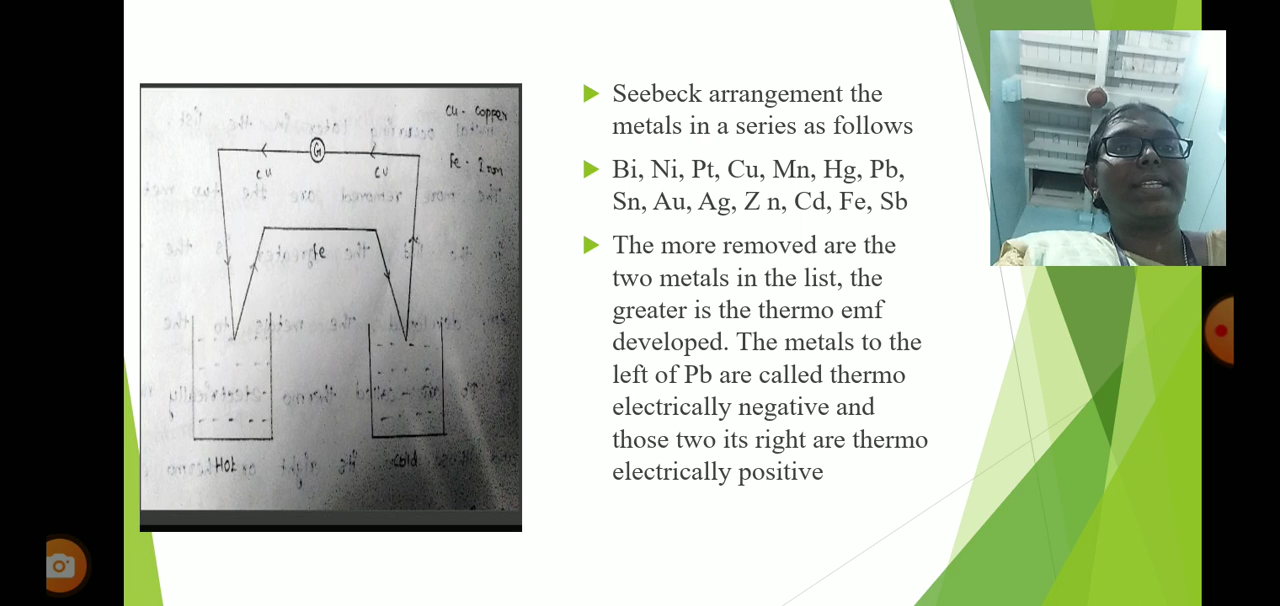 Cu - Copper
Fe - Iron
G
Cu
Cu
Fe
Hot
Cold
Seebeck arrangement the
metals in a series as follows
Bi, Ni, Pt, Cu, Mn, Hg, Pb,
Sn, Au, Ag, Z n, Cd, Fe, Sb
The more removed are the
two metals in the list, the
greater is the thermo emf
developed. The metals to the
left of Pb are called thermo
electrically negative and
those two its right are thermo
electrically positive